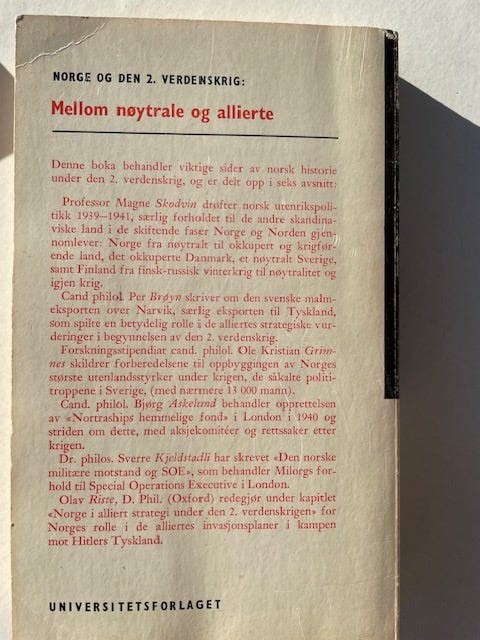 NORGE OG DEN 2. VERDENSKRIG:
Mellom nøytrale og allierte
Denne boka behandler viktige sider av norsk historie
under den 2. verdenskrig, og er delt opp i seks avsnitt:
Professor Magne Skodvin drøfter norsk utenrikspoli-
tikk 1939—1941, særlig forholdet til de andre skandina-
viske land i de skiftende faser Norge og Norden gjen-
nomlever: Norge fra nøytralt til okkupert og krigfør-
ende land, det okkuperte Danmark, et nøytralt Sverige,
samt Finland fra finsk-russisk vinterkrig til nøytralitet og
igjen krig.
Cand philol. Per Brøyn skriver om den svenske malm-
eksporten over Narvik, særlig eksporten til Tyskland,
som spilte en betydelig rolle i de alliertes strategiske vur-
deringer i begynnelsen av den 2. verdenskrig.
Forskningsstipendiat cand. philol. Ole Kristian Grim-
nes skildrer forberedelsene til oppbyggingen av Norges
største utenlandsstyrker under krigen, de såkalte politi-
troppene i Sverige, (med nærmere 13 000 mann).
Cand. philol. Bjørg Askeland behandler opprettelsen
av «Nortraships hemmelige fond» i London i 1940 og
striden om dette, med aksjekomitéer og rettssaker etter
krigen.
Dr. philos. Sverre Kjeldstadli har skrevet «Den norske
militære motstand og SOE», som behandler Milorgs for-
hold til Special Operations Executive i London.
Olav Riste, D. Phil. (Oxford) redegjør under kapitlet
«Norge i alliert strategi under den 2. verdenskrigen» for
Norges rolle i de alliertes invasjonsplaner i kampen
mot Hitlers Tyskland.
UNIVERSITETSFORLAGET